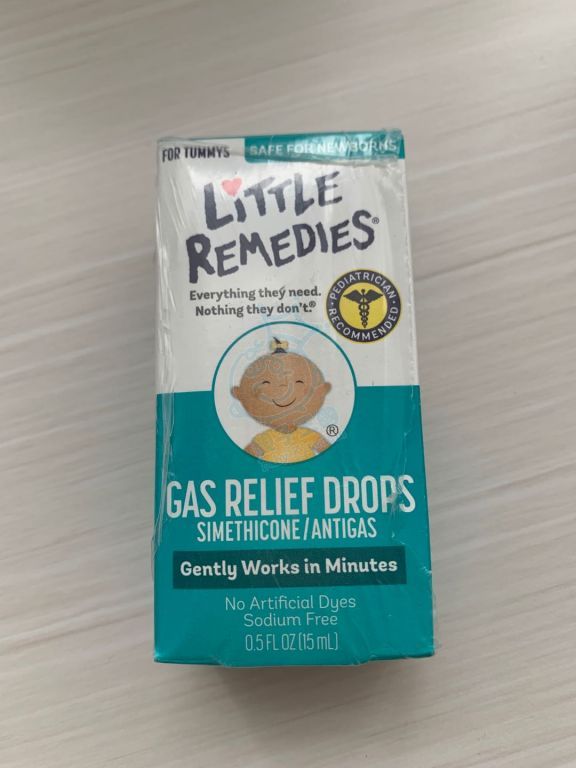 FOR TUMMYS
SAFE FOR NEWBORNS
LiTTLE
REMEDIES®
Everything they need.
Nothing they don't.®
PEDIATRICIAN
RECOMMENDED
®
GAS RELIEF DROPS
SIMETHICONE/ANTIGAS
Gently Works in Minutes
No Artificial Dyes
Sodium Free
0.5 FL OZ (15 mL)